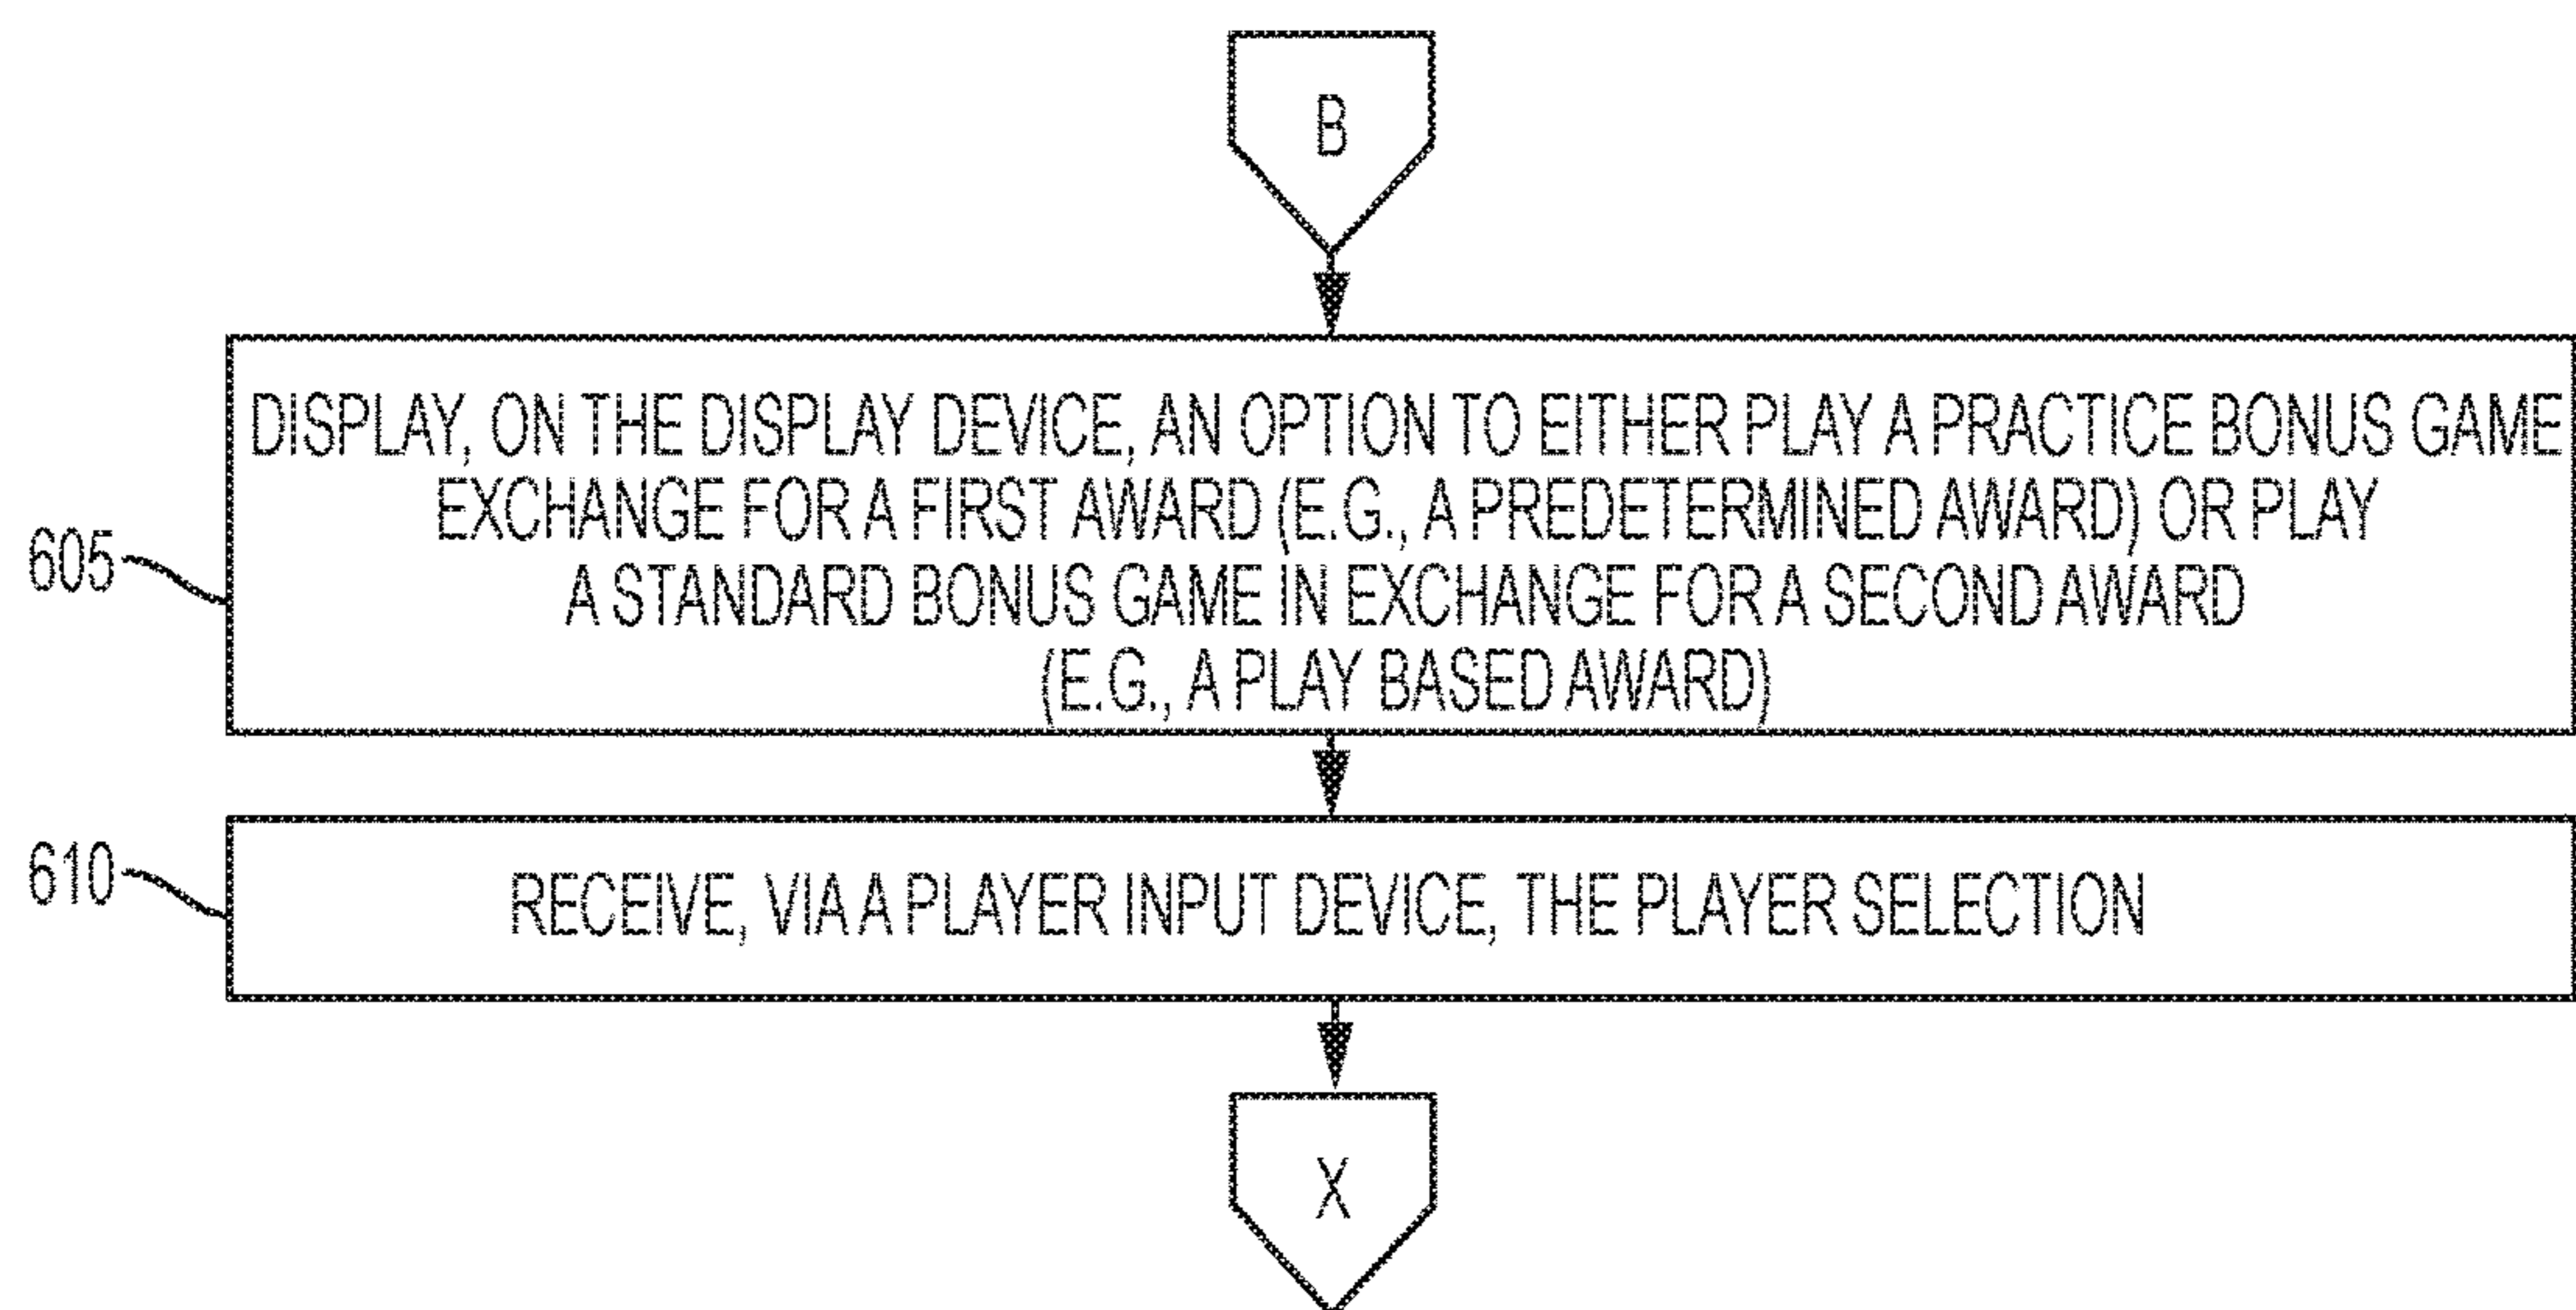 B
DISPLAY, ON THE DISPLAY DEVICE, AN OPTION TO EITHER PLAY A PRACTICE BONUS GAME
EXCHANGE FOR A FIRST AWARD (E.G., A PREDETERMINED AWARD) OR PLAY
A STANDARD BONUS GAME IN EXCHANGE FOR A SECOND AWARD
(E.G., A PLAY BASED AWARD)
605
RECEIVE, VIA A PLAYER INPUT DEVICE, THE PLAYER SELECTION
610
X